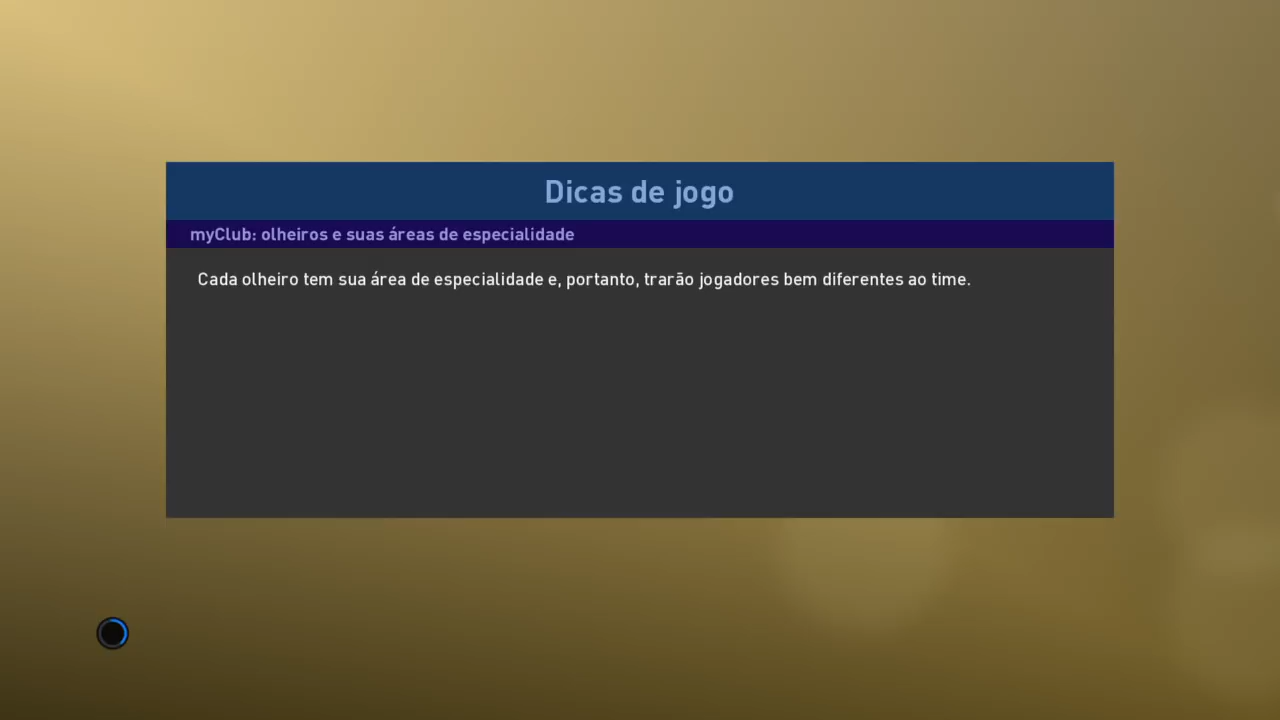 Dicas de jogo
myClub: olheiros e suas áreas de especialidade
Cada olheiro tem sua área de especialidade e, portanto, trarão jogadores bem diferentes ao time.